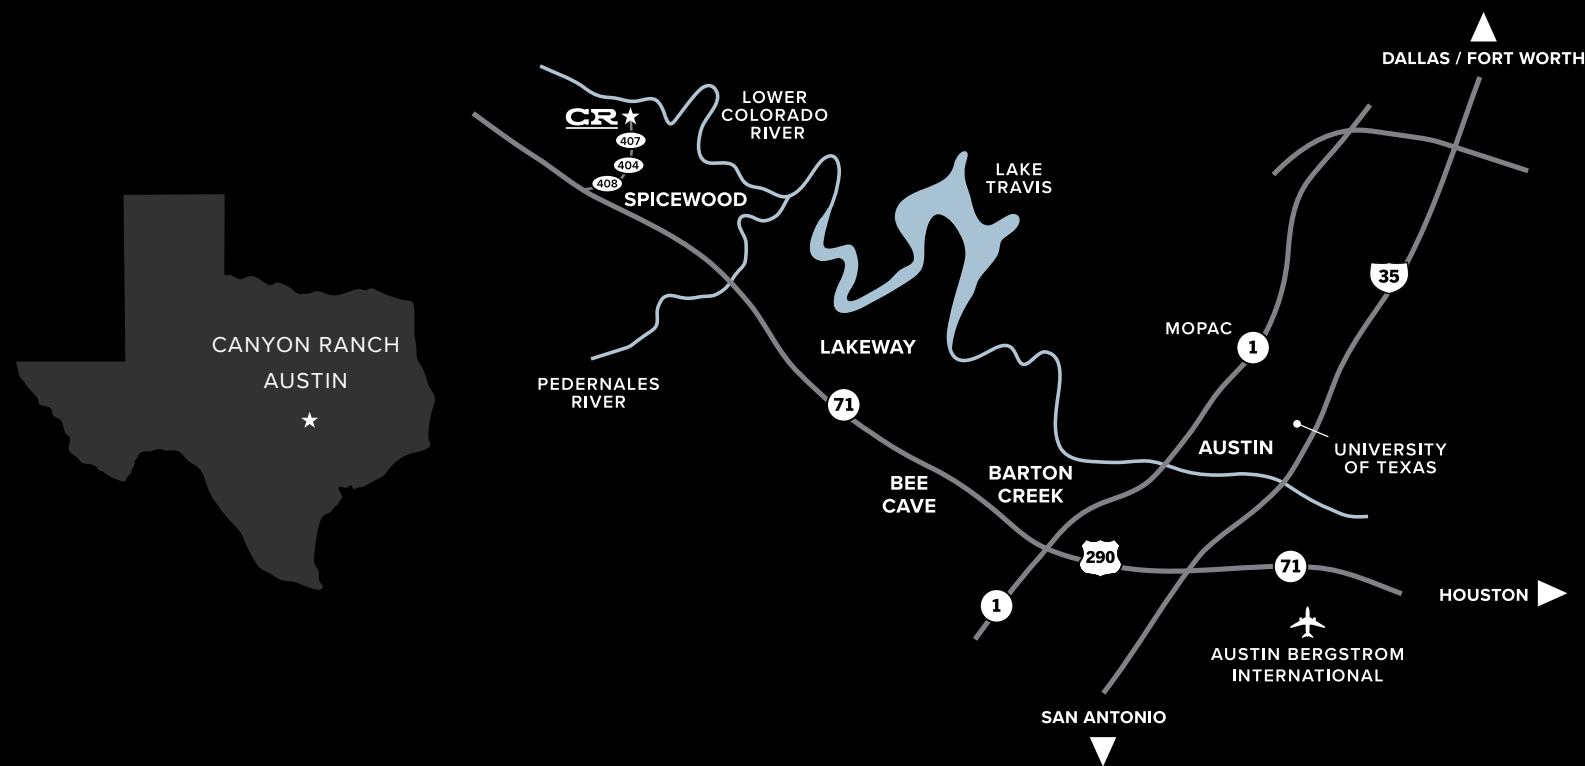 DALLAS / FORT WORTH
LOWER
COLORADO
RIVER
CR
407
404
408
SPICEWOOD
LAKE
TRAVIS
35
MOPAC
1
CANYON RANCH
AUSTIN
LAKEWAY
PEDERNALES
RIVER
71
AUSTIN
UNIVERSITY
OF TEXAS
BARTON
CREEK
BEE
CAVE
290
71
1
HOUSTON
AUSTIN BERGSTROM
INTERNATIONAL
SAN ANTONIO